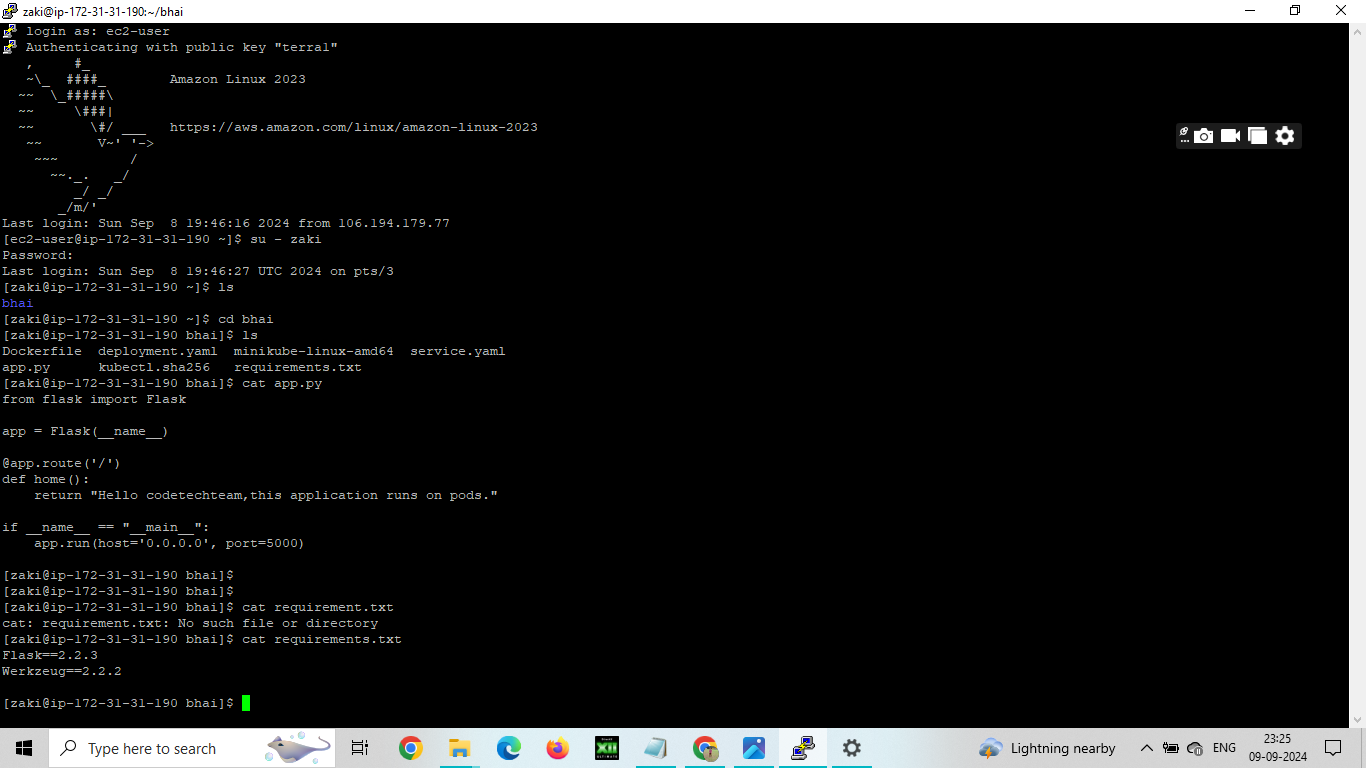 zaki@ip-172-31-31-190:~/bhai
login as: ec2-user
Authenticating with public key "terra1"
   ,     #_
   ~\_  ####_        Amazon Linux 2023
  ~~  \_#####\
  ~~     \###|
  ~~       \#/ ___   https://aws.amazon.com/linux/amazon-linux-2023
   ~~       V~' '->
    ~~~         /
      ~~._.   _/
         _/ _/
       _/m/'
Last login: Sun Sep  8 19:46:16 2024 from 106.194.179.77
[ec2-user@ip-172-31-31-190 ~]$ su - zaki
Password:
Last login: Sun Sep  8 19:46:27 UTC 2024 on pts/3
[zaki@ip-172-31-31-190 ~]$ ls
bhai
[zaki@ip-172-31-31-190 ~]$ cd bhai
[zaki@ip-172-31-31-190 bhai]$ ls
Dockerfile  deployment.yaml  minikube-linux-amd64  service.yaml
app.py      kubectl.sha256   requirements.txt
[zaki@ip-172-31-31-190 bhai]$ cat app.py
from flask import Flask

app = Flask(__name__)

@app.route('/')
def home():
    return "Hello codetechteam,this application runs on pods."

if __name__ == "__main__":
    app.run(host='0.0.0.0', port=5000)

[zaki@ip-172-31-31-190 bhai]$
[zaki@ip-172-31-31-190 bhai]$
[zaki@ip-172-31-31-190 bhai]$ cat requirement.txt
cat: requirement.txt: No such file or directory
[zaki@ip-172-31-31-190 bhai]$ cat requirements.txt
Flask==2.2.3
Werkzeug==2.2.2

[zaki@ip-172-31-31-190 bhai]$
Type here to search
XII
Lightning nearby
ENG
23:25
09-09-2024